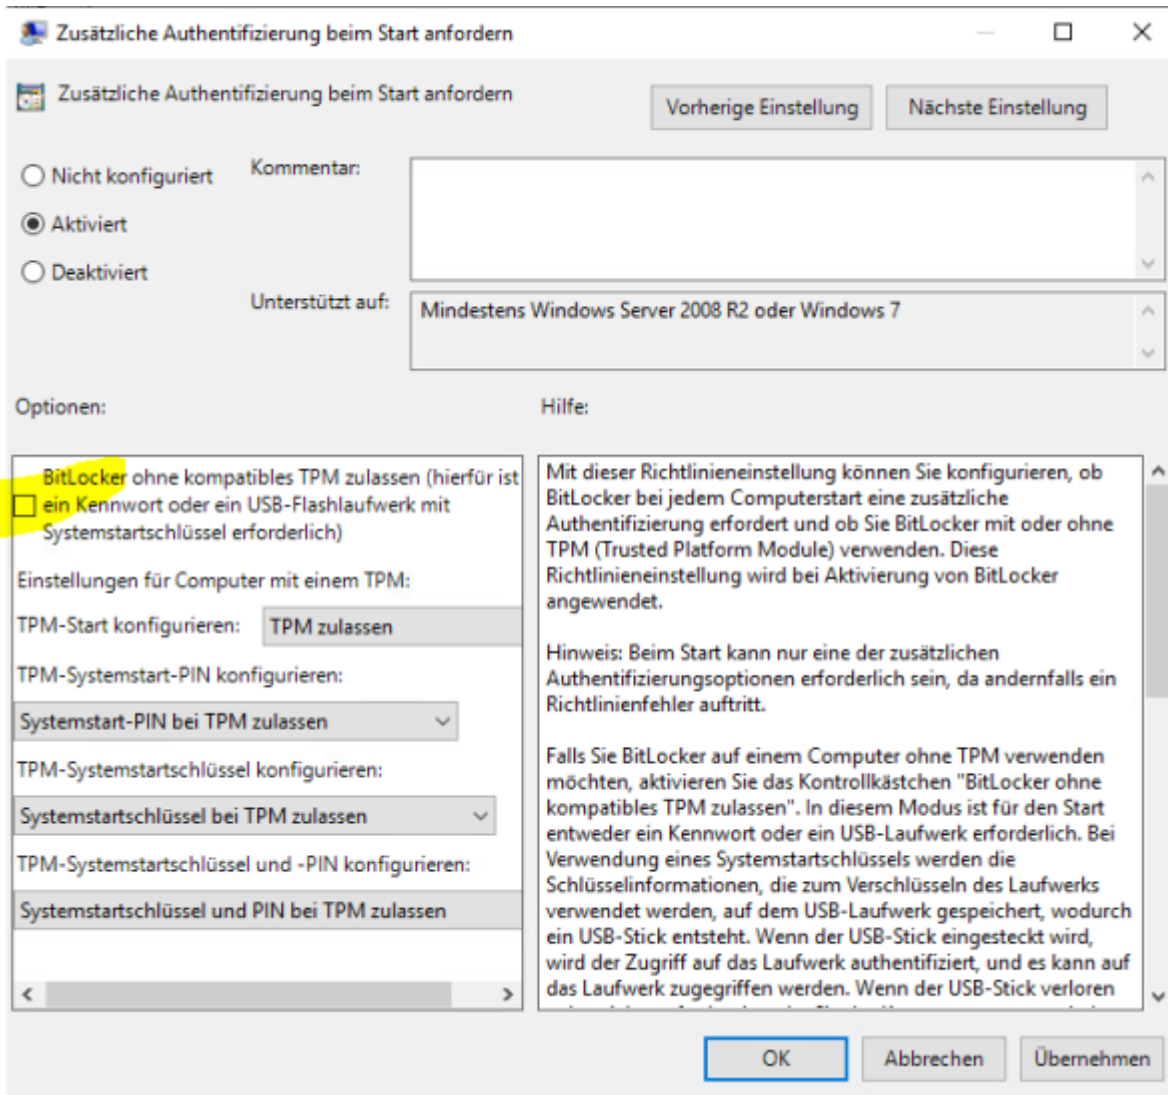 Zusätzliche Authentifizierung beim Start anfordern
Zusätzliche Authentifizierung beim Start anfordern
Vorherige Einstellung
Nächste Einstellung
Nicht konfiguriert
Kommentar:
Aktiviert
Deaktiviert
Unterstützt auf:
Mindestens Windows Server 2008 R2 oder Windows 7
Optionen:
BitLocker ohne kompatibles TPM zulassen (hierfür ist
ein Kennwort oder ein USB-Flashlaufwerk mit
Systemstartschlüssel erforderlich)
Einstellungen für Computer mit einem TPM:
TPM-Start konfigurieren:
TPM zulassen
TPM-Systemstart-PIN konfigurieren:
Systemstart-PIN bei TPM zulassen
TPM-Systemstartschlüssel konfigurieren:
Systemstartschlüssel bei TPM zulassen
TPM-Systemstartschlüssel und -PIN konfigurieren:
Systemstartschlüssel und PIN bei TPM zulassen
Hilfe:
Mit dieser Richtlinieneinstellung können Sie konfigurieren, ob
BitLocker bei jedem Computerstart eine zusätzliche
Authentifizierung erfordert und ob Sie BitLocker mit oder ohne
TPM (Trusted Platform Module) verwenden. Diese
Richtlinieneinstellung wird bei Aktivierung von BitLocker
angewendet.
Hinweis: Beim Start kann nur eine der zusätzlichen
Authentifizierungsoptionen erforderlich sein, da andernfalls ein
Richtlinienfehler auftritt.
Falls Sie BitLocker auf einem Computer ohne TPM verwenden
möchten, aktivieren Sie das Kontrollkästchen "BitLocker ohne
kompatibles TPM zulassen". In diesem Modus ist für den Start
entweder ein Kennwort oder ein USB-Laufwerk erforderlich. Bei
Verwendung eines Systemstartschlüssels werden die
Schlüsselinformationen, die zum Verschlüsseln des Laufwerks
verwendet werden, auf dem USB-Laufwerk gespeichert, wodurch
ein USB-Stick entsteht. Wenn der USB-Stick eingesteckt wird,
wird der Zugriff auf das Laufwerk authentifiziert, und es kann auf
das Laufwerk zugegriffen werden. Wenn der USB-Stick verloren
OK
Abbrechen
Übernehmen